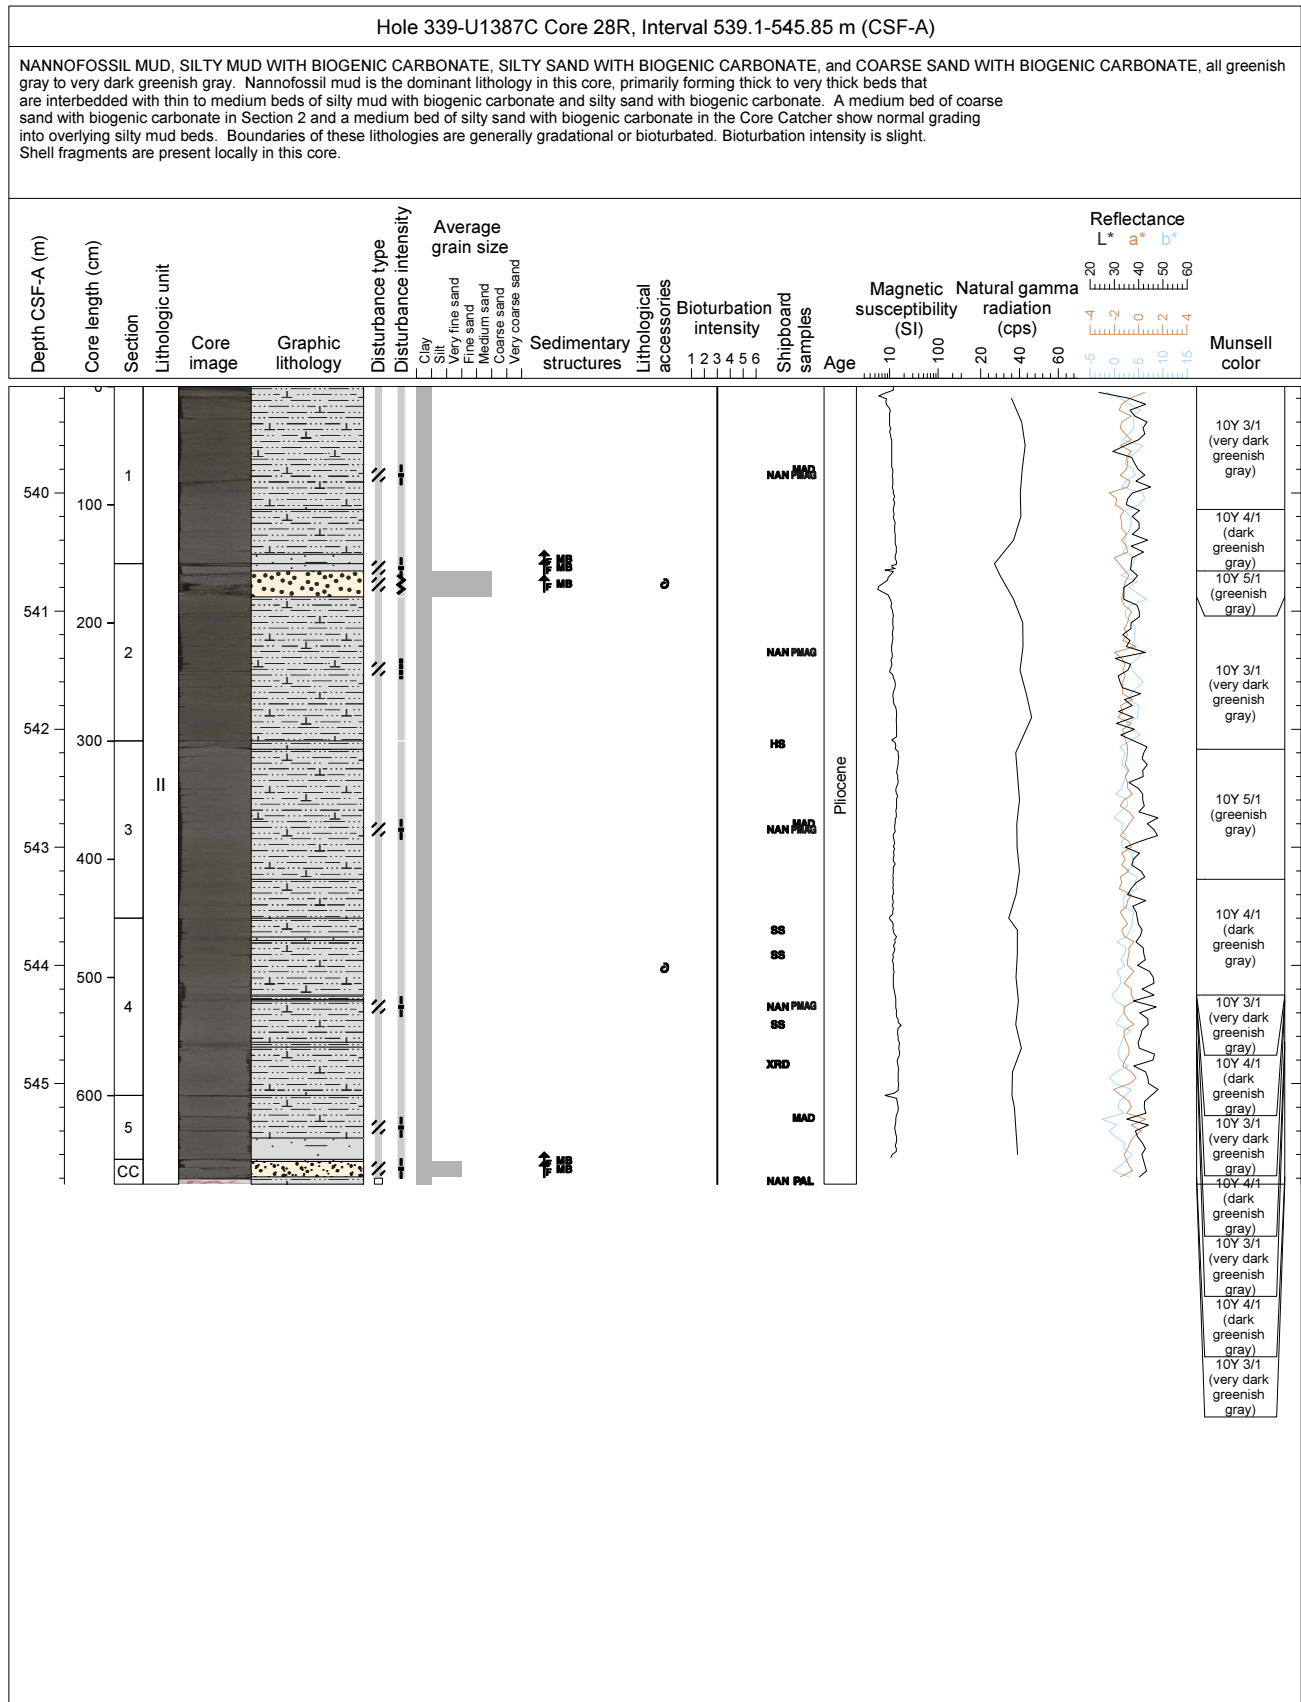 Hole 339-U1387C Core 28R, Interval 539.1-545.85 m (CSF-A)
NANNOFOSSIL MUD, SILTY MUD WITH BIOGENIC CARBONATE, SILTY SAND WITH BIOGENIC CARBONATE, and COARSE SAND WITH BIOGENIC CARBONATE, all greenish
gray to very dark greenish gray.  Nannofossil mud is the dominant lithology in this core, primarily forming thick to very thick beds that
are interbedded with thin to medium beds of silty mud with biogenic carbonate and silty sand with biogenic carbonate.  A medium bed of coarse
sand with biogenic carbonate in Section 2 and a medium bed of silty sand with biogenic carbonate in the Core Catcher show normal grading
into overlying silty mud beds.  Boundaries of these lithologies are generally gradational or bioturbated. Bioturbation intensity is slight.
Shell fragments are present locally in this core.
Depth CSF-A (m)
Core length (cm)
Section
Lithologic unit
Core
image
Graphic
lithology
Disturbance type
Disturbance intensity
Average
grain size
Clay
Silt
Very fine sand
Fine sand
Medium sand
Coarse sand
Very coarse sand
Sedimentary
structures
Lithological
accessories
Bioturbation
intensity
1 2 3 4 5 6
Shipboard
samples
Age
Magnetic
susceptibility
(SI)
10
100
Natural gamma
radiation
(cps)
20
40
60
Reflectance
L* a* b*
20
30
40
50
60
-4
-2
0
2
4
-5
0
5
10
15
Munsell
color
540
541
542
543
544
545
0
100
200
300
400
500
600
1
2
3
4
5
CC
II
F MB
F MB
F MB
F MB
F MB
MAD
NAN PMAG
NAN PMAG
HS
MAD
NAN PMAG
SS
SS
NAN PMAG
SS
XRD
MAD
NAN PAL
Pliocene
10Y 3/1
(very dark
greenish
gray)
10Y 4/1
(dark
greenish
gray)
10Y 5/1
(greenish
gray)
10Y 3/1
(very dark
greenish
gray)
10Y 5/1
(greenish
gray)
10Y 4/1
(dark
greenish
gray)
10Y 3/1
(very dark
greenish
gray)
10Y 4/1
(dark
greenish
gray)
10Y 3/1
(very dark
greenish
gray)
10Y 4/1
(dark
greenish
gray)
10Y 3/1
(very dark
greenish
gray)
10Y 4/1
(dark
greenish
gray)
10Y 3/1
(very dark
greenish
gray)